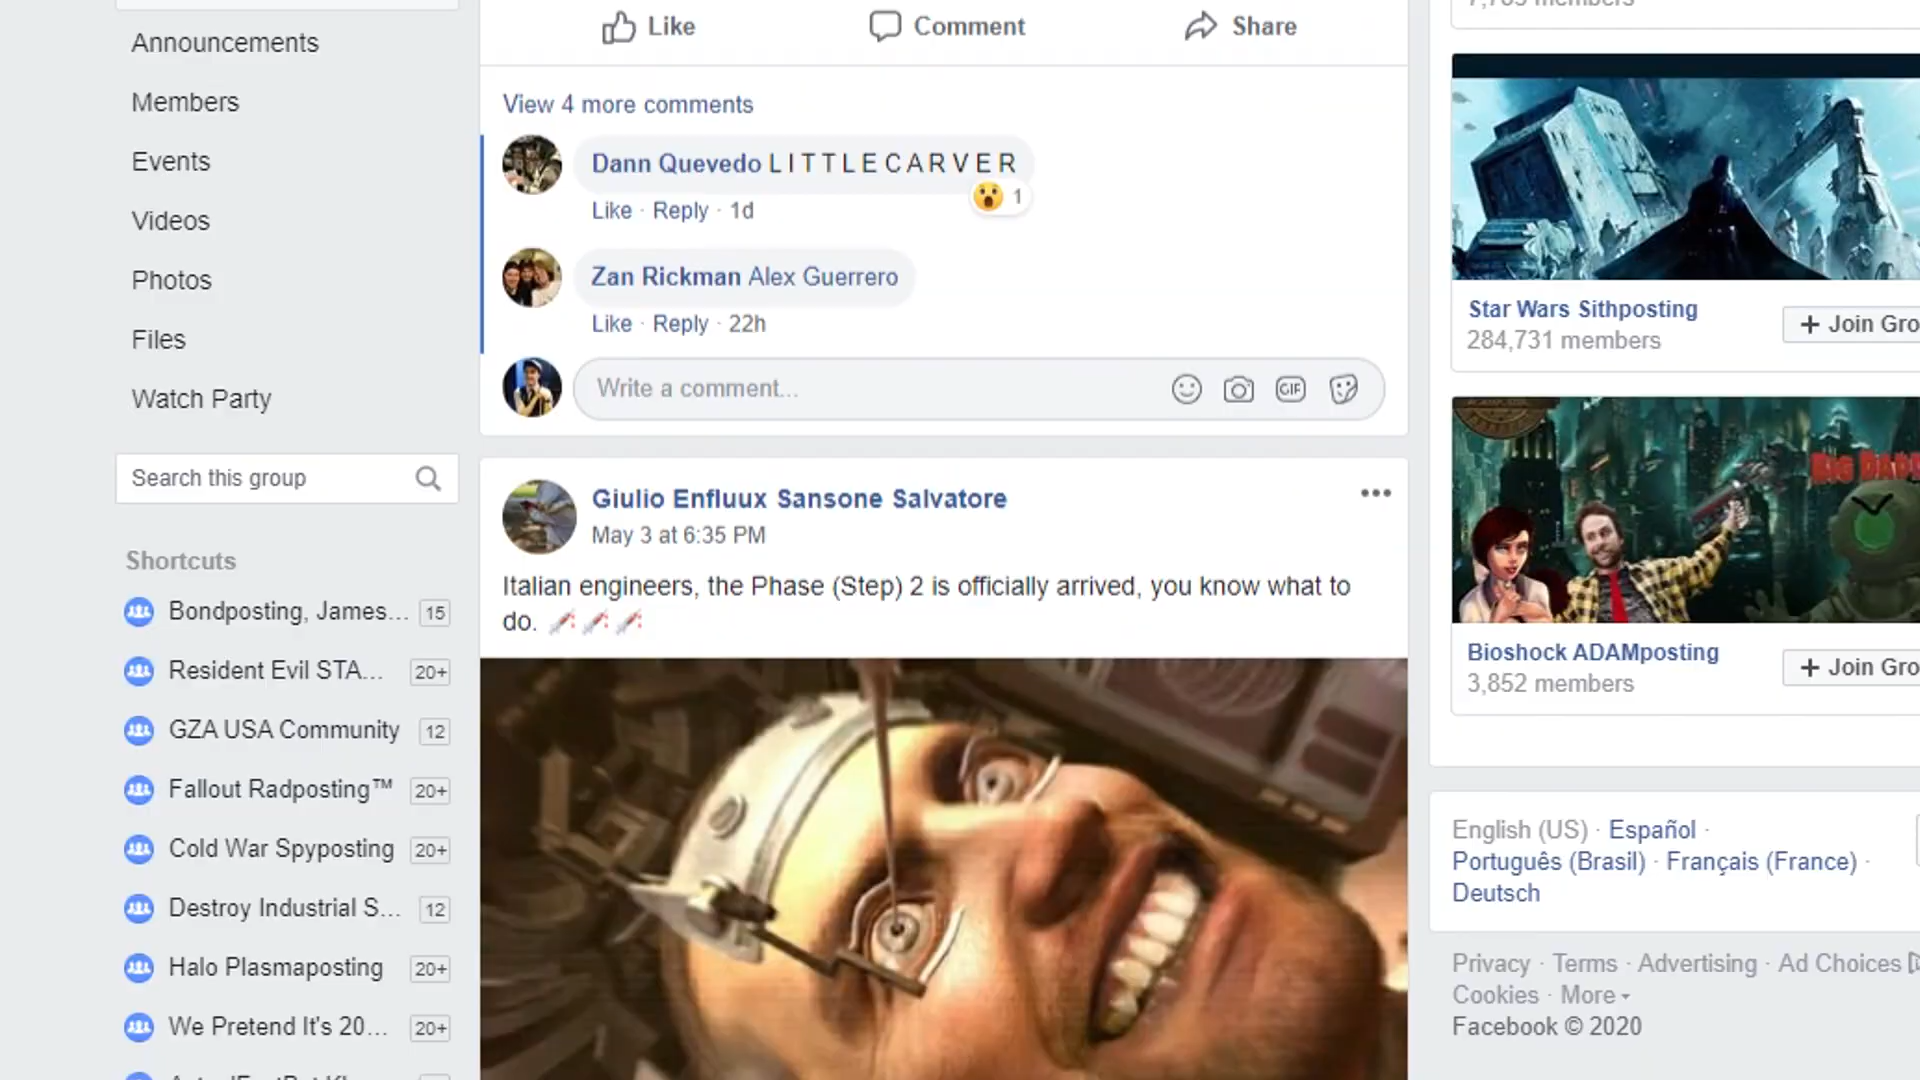 Announcements
Members
Events
Videos
Photos
Files
Watch Party
Search this group
Shortcuts
Bondposting, James... 15
Resident Evil STA... 20+
GZA USA Community 12
Fallout Radposting™ 20+
Cold War Spyposting 20+
Destroy Industrial S... 12
Halo Plasmaposting 20+
We Pretend It's 20... 20+
Like Comment Share
View 4 more comments
Dann Quevedo L I T T L E C A R V E R
1
Like · Reply · 1d
Zan Rickman Alex Guerrero
Like · Reply · 22h
Write a comment...
GIF
Giulio Enfluux Sansone Salvatore
May 3 at 6:35 PM
Italian engineers, the Phase (Step) 2 is officially arrived, you know what to
do. 💉💉💉
members
Star Wars Sithposting
284,731 members
+ Join Gro
BIG DADD
Bioshock ADAMposting
3,852 members
+ Join Gro
English (US) · Español ·
Português (Brasil) · Français (France) ·
Deutsch
Privacy · Terms · Advertising · Ad Choices
Cookies · More
Facebook © 2020